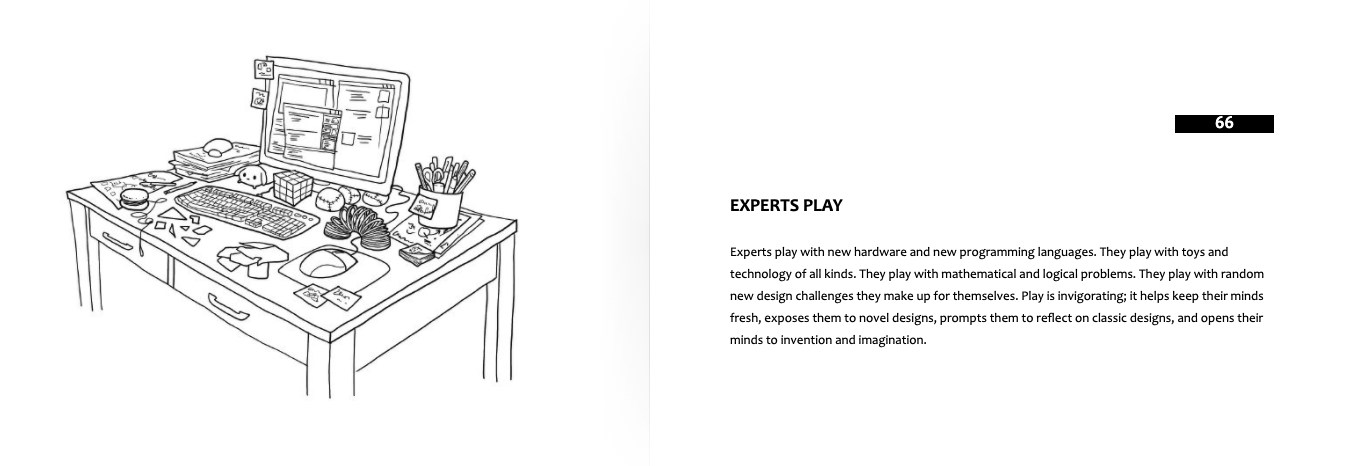 66
EXPERTS PLAY
Experts play with new hardware and new programming languages. They play with toys and
technology of all kinds. They play with mathematical and logical problems. They play with random
new design challenges they make up for themselves. Play is invigorating; it helps keep their minds
fresh, exposes them to novel designs, prompts them to reflect on classic designs, and opens their
minds to invention and imagination.